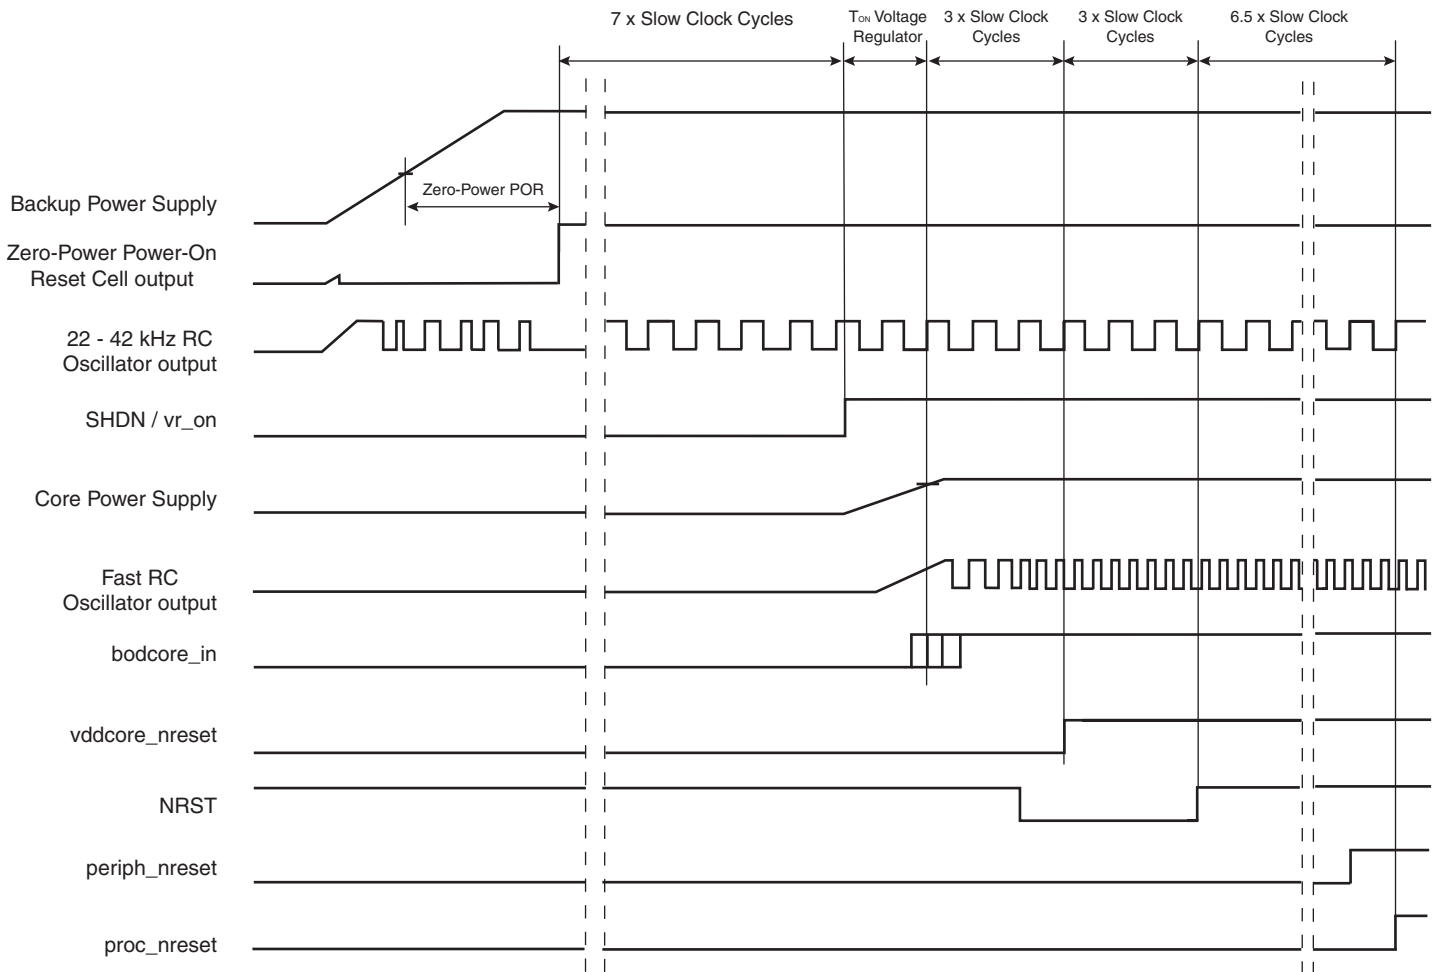 7 x Slow Clock Cycles
TON Voltage
Regulator
3 x Slow Clock
Cycles
3 x Slow Clock
Cycles
6.5 x Slow Clock
Cycles
Zero-Power POR
Backup Power Supply
Zero-Power Power-On
Reset Cell output
22 - 42 kHz RC
Oscillator output
SHDN / vr_on
Core Power Supply
Fast RC
Oscillator output
bodcore_in
vddcore_nreset
NRST
periph_nreset
proc_nreset